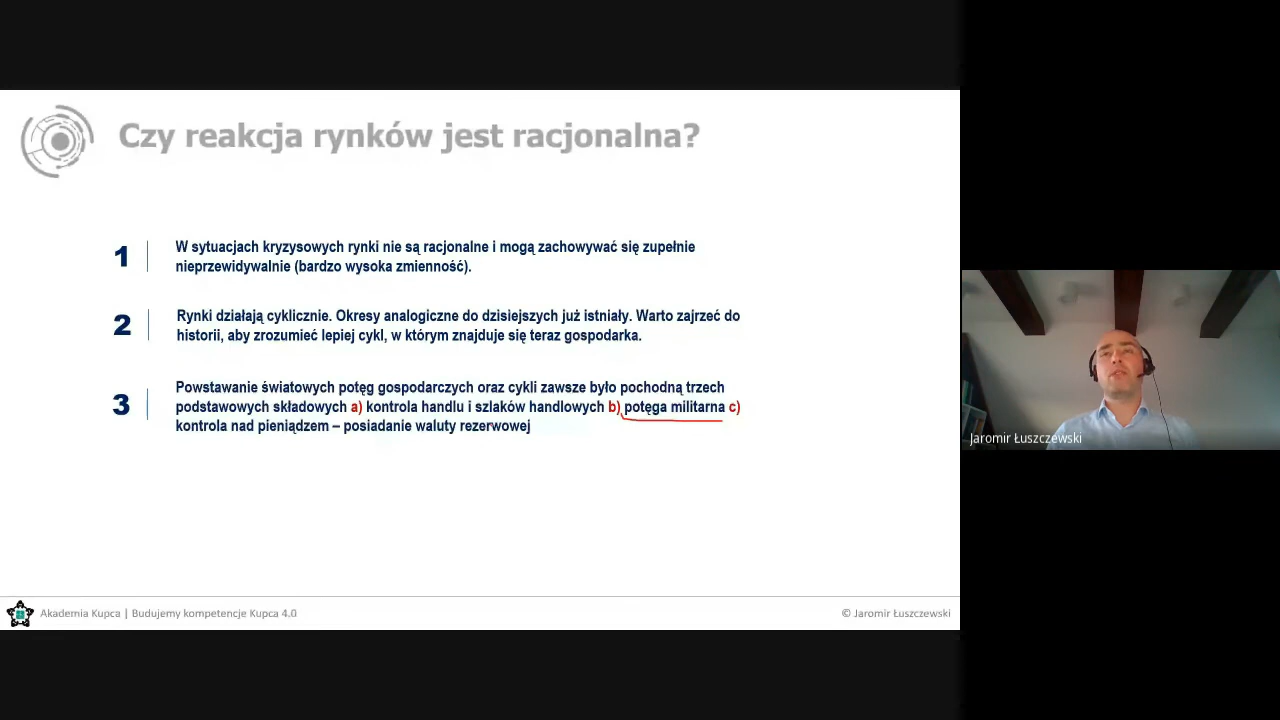 Czy reakcja rynków jest racjonalna?
1
W sytuacjach kryzysowych rynki nie są racjonalne i mogą zachowywać się zupełnie
nieprzewidywalnie (bardzo wysoka zmienność).
2
Rynki działają cyklicznie. Okresy analogiczne do dzisiejszych już istniały. Warto zajrzeć do
historii, aby zrozumieć lepiej cykl, w którym znajduje się teraz gospodarka.
3
Powstawanie światowych potęg gospodarczych oraz cykli zawsze było pochodną trzech
podstawowych składowych a) kontrola handlu i szlaków handlowych b) potęga militarna c)
kontrola nad pieniądzem – posiadanie waluty rezerwowej
Akademia Kupca | Budujemy kompetencje Kupca 4.0
© Jaromir Łuszczewski
Jaromir Łuszczewski